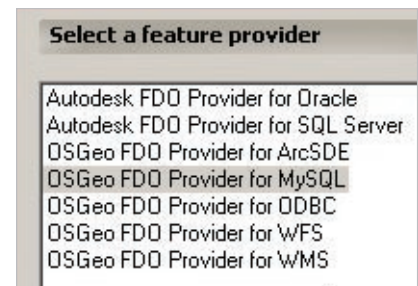 Select a feature provider
Autodesk FDO Provider for Oracle
Autodesk FDO Provider for SQL Server
OSGeo FDO Provider for ArcSDE
OSGeo FDO Provider for MySQL
OSGeo FDO Provider for ODBC
OSGeo FDO Provider for WFS
OSGeo FDO Provider for WMS